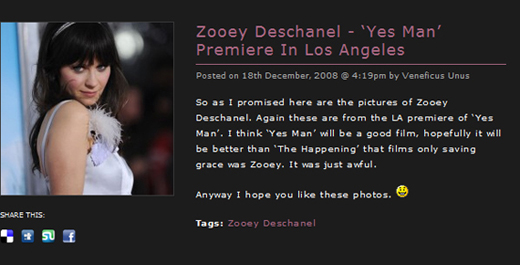 Zooey Deschanel - ‘Yes Man’
Premiere In Los Angeles
Posted on 18th December, 2008 @ 4:19pm by Veneficus Unus
So as I promised here are the pictures of Zooey
Deschanel. Again these are from the LA premiere of ‘Yes
Man’. I think ‘Yes Man’ will be a good film, hopefully it will
be better than ‘The Happening’ that films only saving
grace was Zooey. It was just awful.
Anyway I hope you like these photos.
SHARE THIS:
Tags: Zooey Deschanel